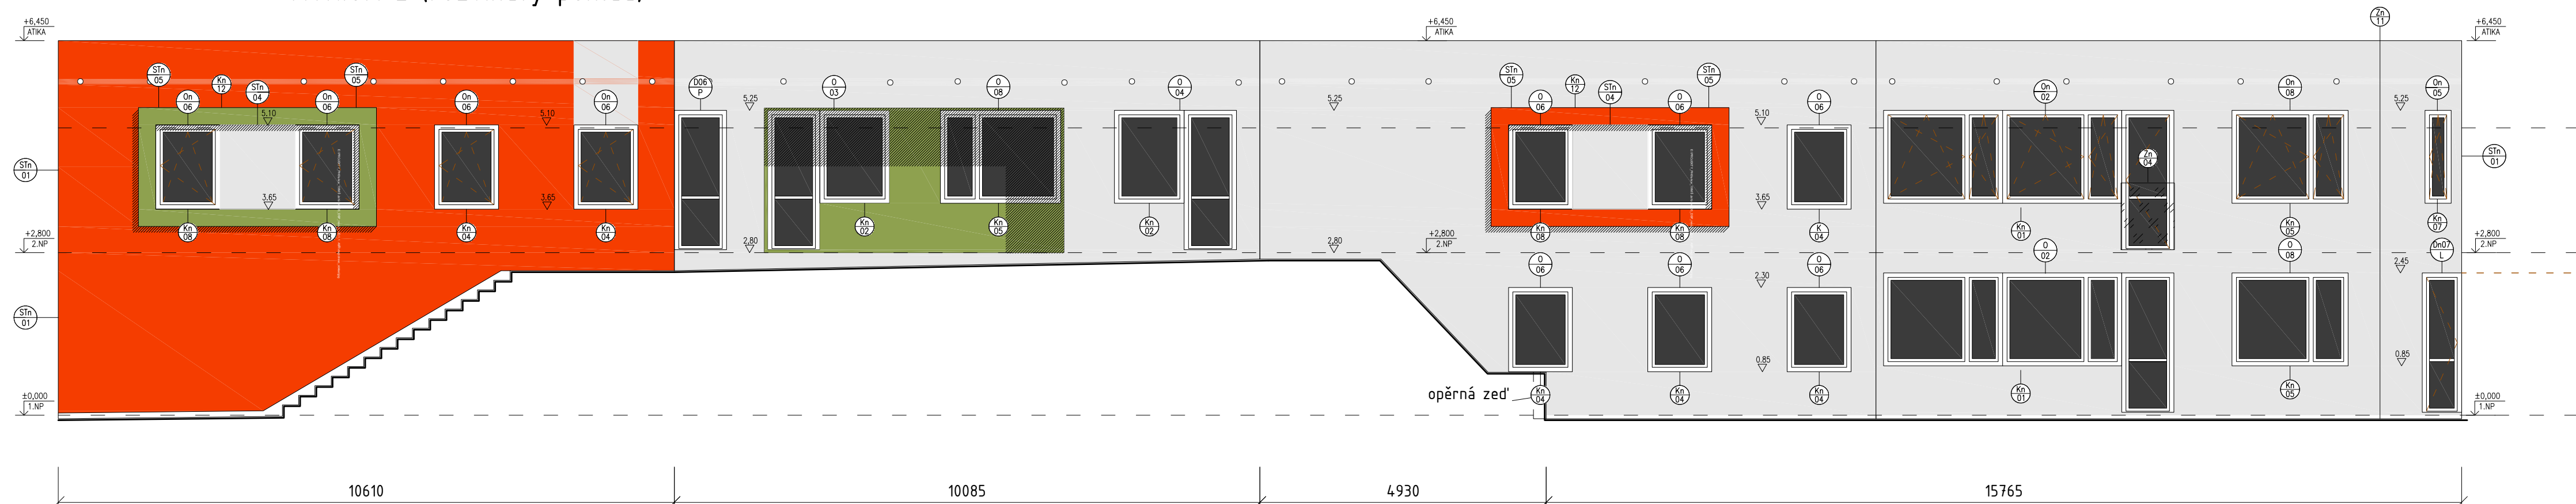 Zn
11
+6,450
ATIKA
+6,450
ATIKA
+6,450
ATIKA
STn
05
Kn
12
STn
04
STn
05
On
06
On
06
On
06
On
06
D06
P
O
03
O
08
O
04
STn
05
Kn
12
STn
04
STn
05
O
06
O
06
O
06
On
02
On
08
On
05
5.10
5.10
5.25
5.25
5.10
5.25
STn
01
STn
01
Zn
04
3.65
3.65
3.65
Kn
08
Kn
08
Kn
04
Kn
04
Kn
02
Kn
05
Kn
02
Kn
08
Kn
08
K
04
Kn
01
Kn
05
Kn
07
+2,800
2.NP
2,80
2,80
+2,800
2.NP
+2,800
2.NP
O
06
O
06
O
06
O
02
O
08
Dn07
L
2.30
2.45
STn
01
0.85
0.85
opěrná zeď
Kn
04
Kn
04
Kn
04
Kn
01
Kn
05
±0,000
1.NP
±0,000
1.NP
10610
10085
4930
15765